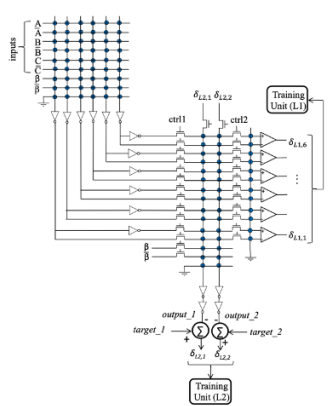 inputs
A
A̅
B
B̅
C
C̅
β
β̅
δL2,1 δL2,2
Training
Unit (L1)
ctrl1
ctrl2
δL1,6
⋮
δL1,1
β
β̅
output_1
output_2
- -
target_1
Σ Σ
target_2
+ +
δL2,1
δL2,2
Training
Unit (L2)